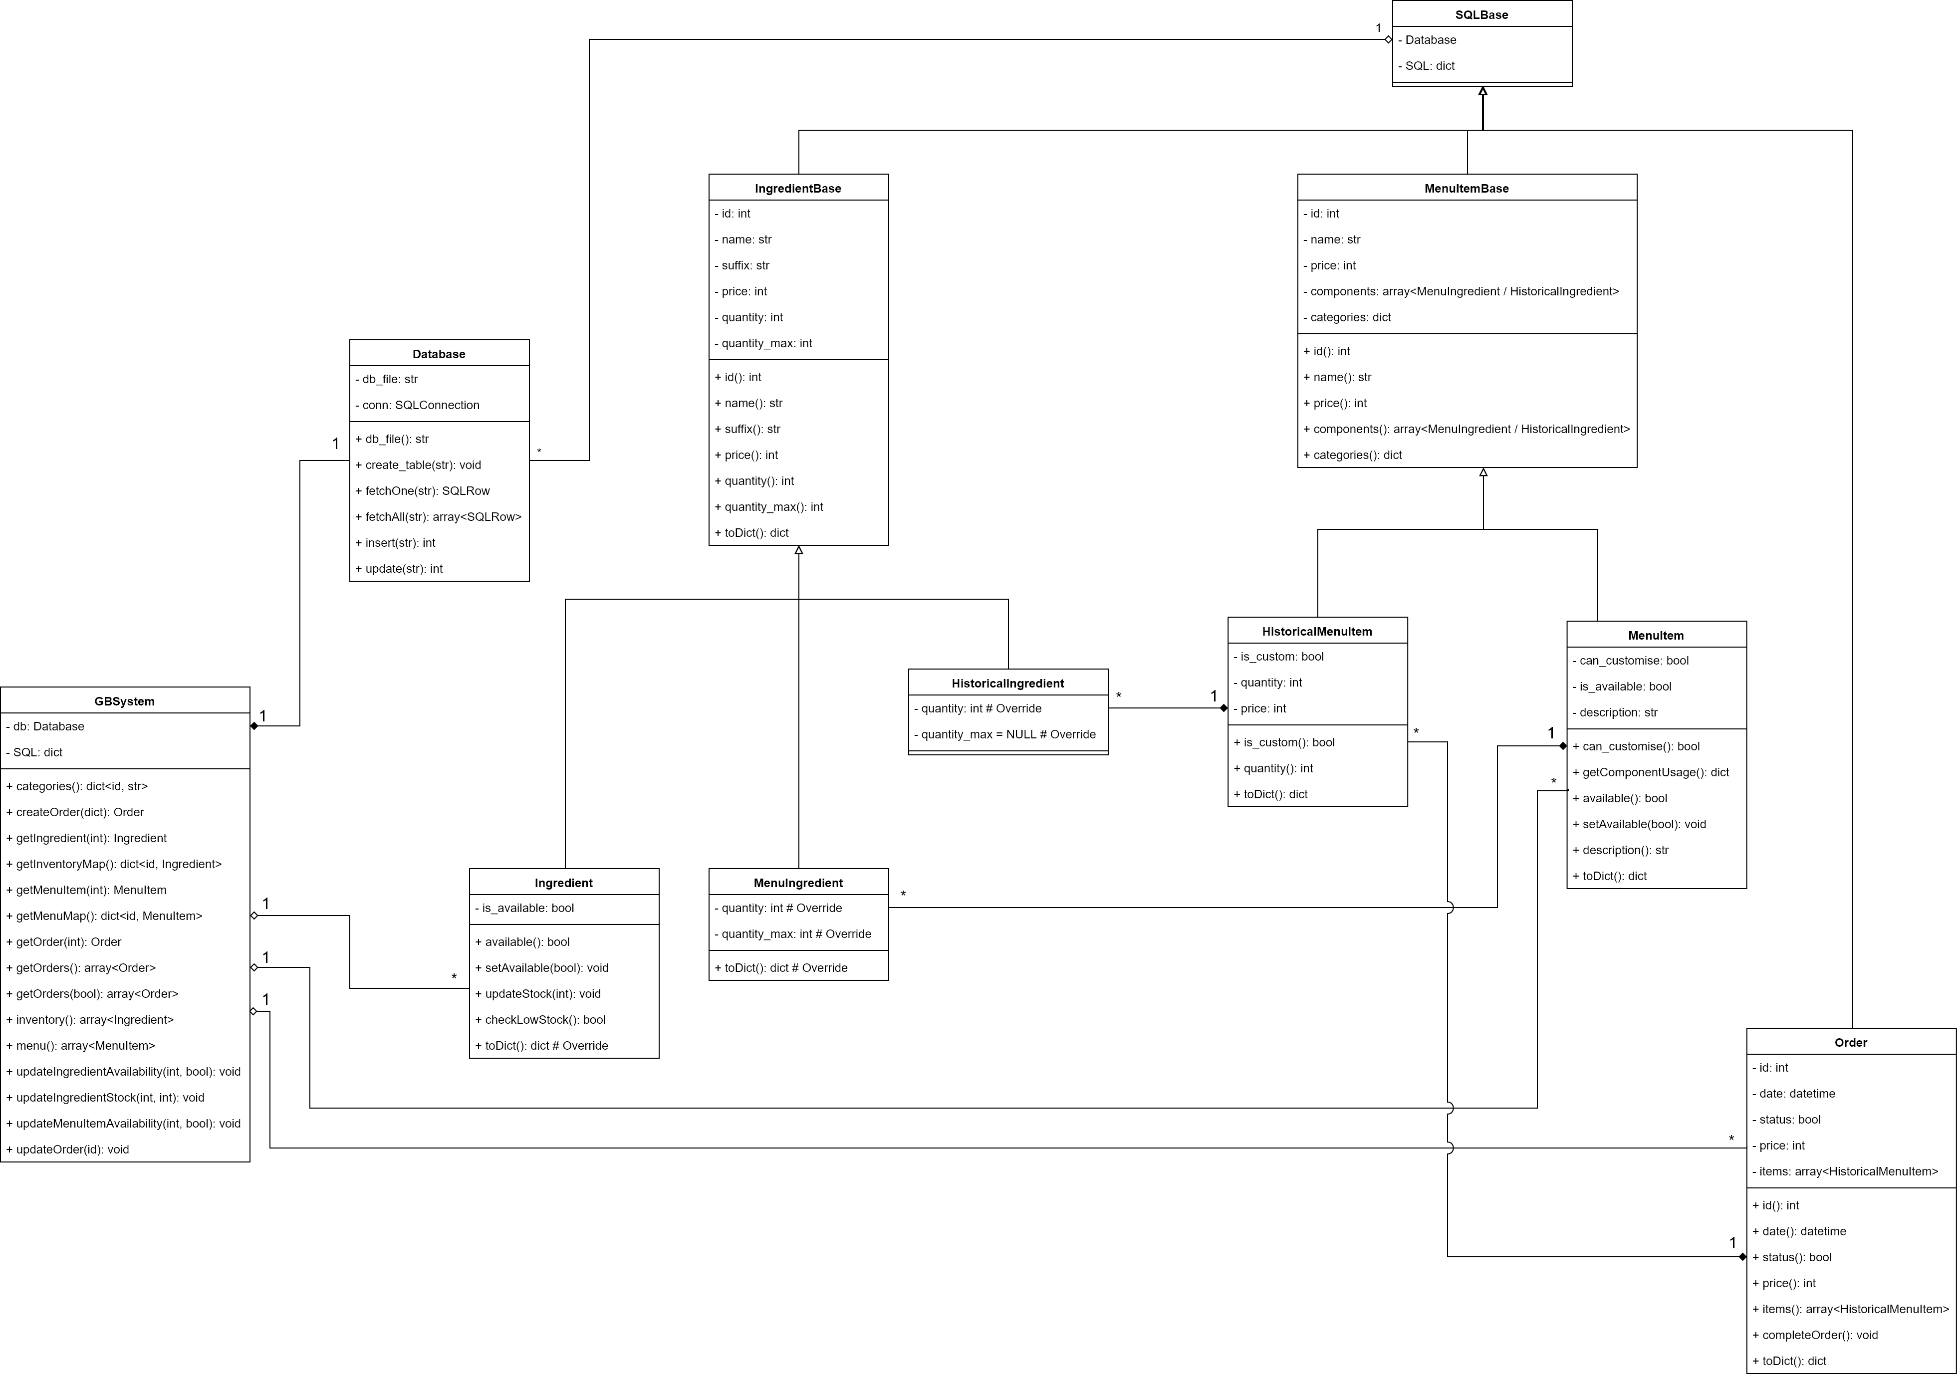 SQLBase
- Database
- SQL: dict
1
IngredientBase
- id: int
- name: str
- suffix: str
- price: int
- quantity: int
- quantity_max: int
+ id(): int
+ name(): str
+ suffix(): str
+ price(): int
+ quantity(): int
+ quantity_max(): int
+ toDict(): dict
MenuItemBase
- id: int
- name: str
- price: int
- components: array<MenuIngredient / HistoricalIngredient>
- categories: dict
+ id(): int
+ name(): str
+ price(): int
+ components(): array<MenuIngredient / HistoricalIngredient>
+ categories(): dict
Database
- db_file: str
- conn: SQLConnection
+ db_file(): str
+ create_table(str): void
+ fetchOne(str): SQLRow
+ fetchAll(str): array<SQLRow>
+ insert(str): int
+ update(str): int
1
*
HistoricalMenuItem
- is_custom: bool
- quantity: int
- price: int
+ is_custom(): bool
+ quantity(): int
+ toDict(): dict
1
*
MenuItem
- can_customise: bool
- is_available: bool
- description: str
+ can_customise(): bool
+ getComponentUsage(): dict
+ available(): bool
+ setAvailable(bool): void
+ description(): str
+ toDict(): dict
1
*
HistoricalIngredient
- quantity: int # Override
- quantity_max = NULL # Override
*
GBSystem
- db: Database
- SQL: dict
+ categories(): dict<id, str>
+ createOrder(dict): Order
+ getIngredient(int): Ingredient
+ getInventoryMap(): dict<id, Ingredient>
+ getMenuItem(int): MenuItem
+ getMenuMap(): dict<id, MenuItem>
+ getOrder(int): Order
+ getOrders(): array<Order>
+ getOrders(bool): array<Order>
+ inventory(): array<Ingredient>
+ menu(): array<MenuItem>
+ updateIngredientAvailability(int, bool): void
+ updateIngredientStock(int, int): void
+ updateMenuItemAvailability(int, bool): void
+ updateOrder(id): void
1
1
1
1
Ingredient
- is_available: bool
+ available(): bool
+ setAvailable(bool): void
+ updateStock(int): void
+ checkLowStock(): bool
+ toDict(): dict # Override
*
MenuIngredient
- quantity: int # Override
- quantity_max: int # Override
+ toDict(): dict # Override
*
Order
- id: int
- date: datetime
- status: bool
- price: int
- items: array<HistoricalMenuItem>
+ id(): int
+ date(): datetime
+ status(): bool
+ price(): int
+ items(): array<HistoricalMenuItem>
+ completeOrder(): void
+ toDict(): dict
*
1